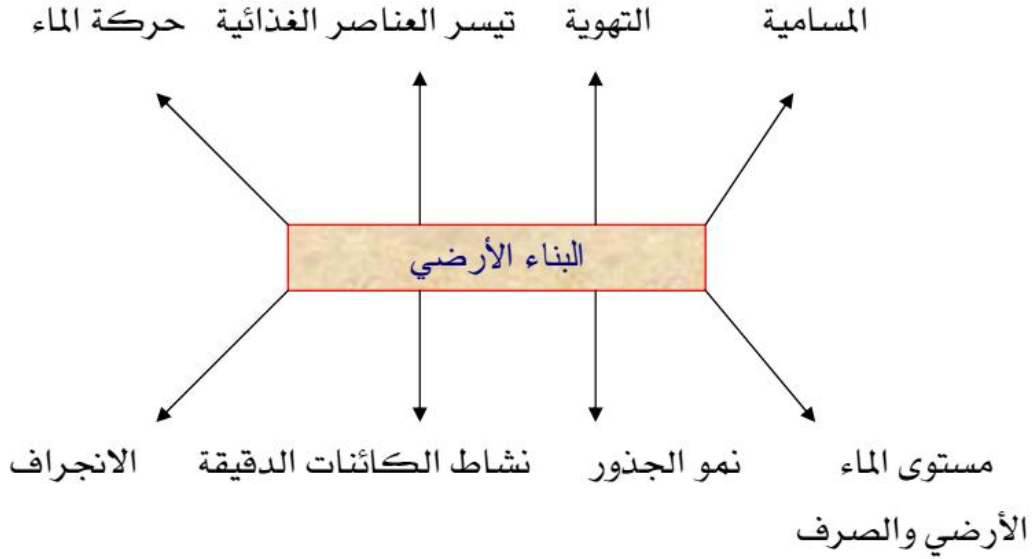 المسامية
التهوية
تيسر العناصر الغذائية
حركة الماء
البناء الأرضي
مستوى الماء
الأرضي والصرف
نمو الجذور
نشاط الكائنات الدقيقة
الانجراف